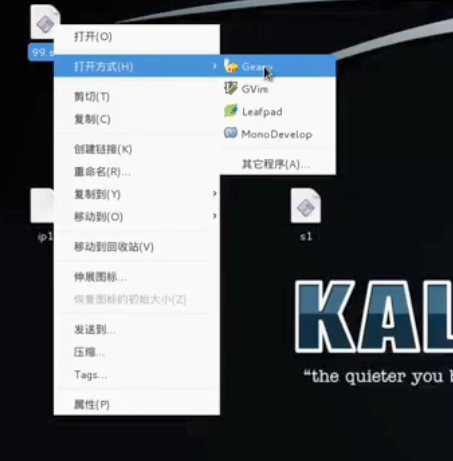 99.s
打开(O)
打开方式(H)
Geany
GVim
Leafpad
MonoDevelop
其它程序(A)...
剪切(T)
复制(C)
创建链接(K)
重命名(R)...
复制到(Y)
移动到(O)
移动到回收站(V)
伸展图标...
恢复图标的初始大小(Z)
发送到...
压缩...
Tags...
属性(P)
ip1
s1
KAL
“the quieter you b